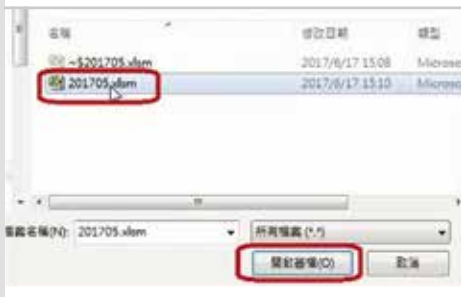 名稱 修改日期 類型
~$201705.xlsm 2017/6/17 15:08 Microso
201705.xlsm 2017/6/17 15:10 Microso
檔案名稱(N): 201705.xlsm 所有檔案 (*.*)
開啟舊檔(O) 取消